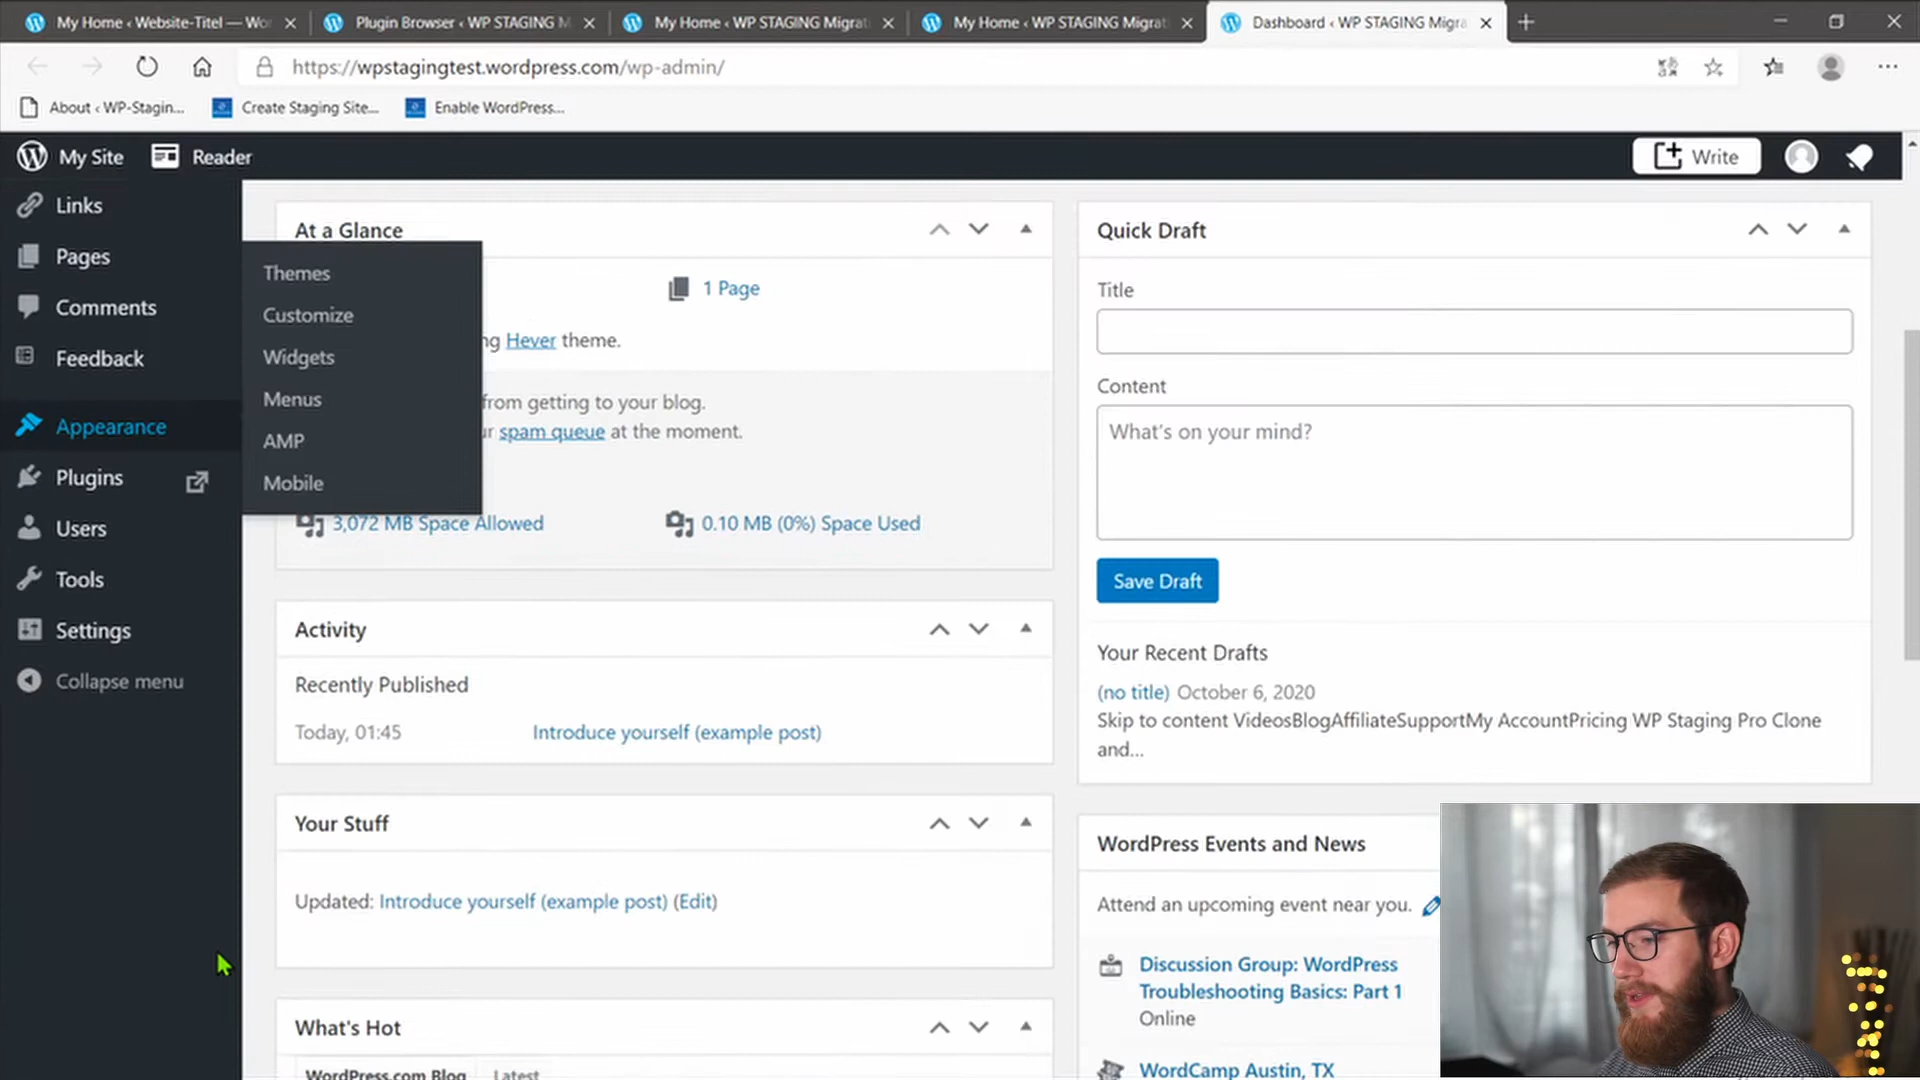 My Home ‹ Website-Titel — Wo
Plugin Browser ‹ WP STAGING M
My Home ‹ WP STAGING Migrat
My Home ‹ WP STAGING Migrat
Dashboard ‹ WP STAGING Migra
https://wpstagingtest.wordpress.com/wp-admin/
About ‹ WP-Stagin...
Create Staging Site...
Enable WordPress...
My Site
Reader
Write
Links
Pages
Comments
Feedback
Appearance
Plugins
Users
Tools
Settings
Collapse menu
Themes
Customize
Widgets
Menus
AMP
Mobile
At a Glance
1 Page
ng Hever theme.
from getting to your blog.
ur spam queue at the moment.
3,072 MB Space Allowed
0.10 MB (0%) Space Used
Activity
Recently Published
Today, 01:45
Introduce yourself (example post)
Your Stuff
Updated: Introduce yourself (example post) (Edit)
What's Hot
WordPress.com Blog
Latest
Quick Draft
Title
Content
What's on your mind?
Save Draft
Your Recent Drafts
(no title) October 6, 2020
Skip to content VideosBlogAffiliateSupportMy AccountPricing WP Staging Pro Clone
and...
WordPress Events and News
Attend an upcoming event near you.
Discussion Group: WordPress
Troubleshooting Basics: Part 1
Online
WordCamp Austin, TX